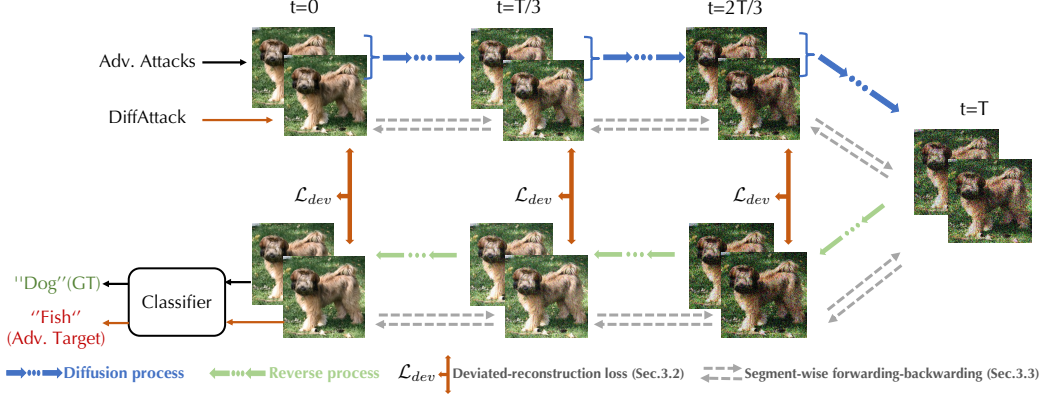 t=0
t=T/3
t=2T/3
t=T
Adv. Attacks
DiffAttack
ℒdev
ℒdev
ℒdev
''Dog''(GT)
Classifier
‘’Fish‘’
(Adv. Target)
Diffusion process
Reverse process
ℒdev
Deviated-reconstruction loss (Sec.3.2)
Segment-wise forwarding-backwarding (Sec.3.3)